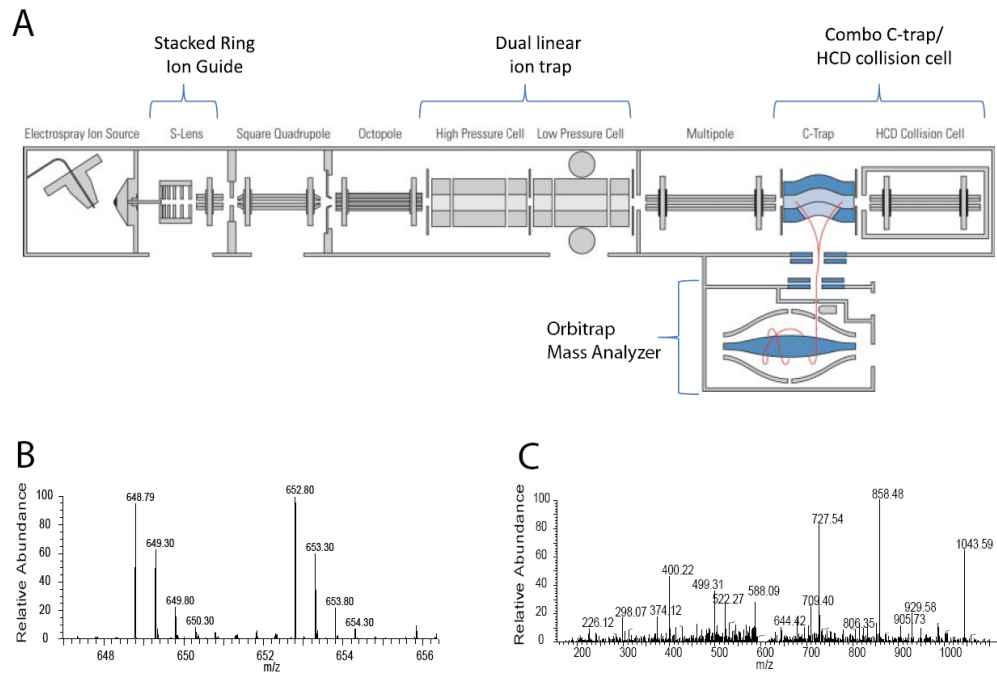 A
Stacked Ring
Ion Guide
Dual linear
ion trap
Combo C-trap/
HCD collision cell
Electrospray Ion Source
S-Lens
Square Quadrupole
Octopole
High Pressure Cell
Low Pressure Cell
Multipole
C-Trap
HCD Collision Cell
Orbitrap
Mass Analyzer
B
Relative Abundance
100
80
60
40
20
0
648.79
649.30
649.80
650.30
652.80
653.30
653.80
654.30
648
650
652
654
656
m/z
C
Relative Abundance
100
80
60
40
20
0
226.12
298.07
374.12
400.22
499.31
522.27
588.09
644.42
709.40
727.54
806.35
858.48
905.73
929.58
1043.59
200
300
400
500
600
700
800
900
1000
m/z